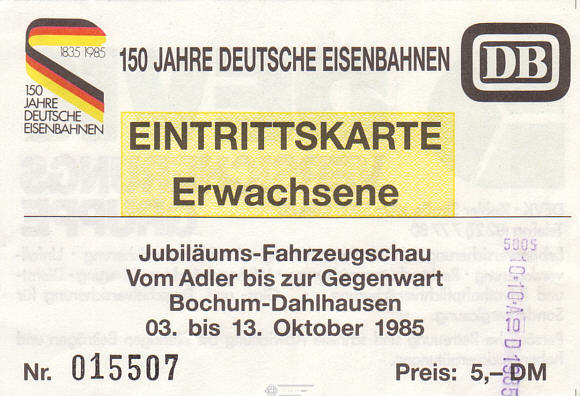 1835 1985
150
JAHRE
DEUTSCHE
EISENBAHNEN
150 JAHRE DEUTSCHE EISENBAHNEN
DB
EINTRITTSKARTE
Erwachsene
Jubiläums-Fahrzeugschau
Vom Adler bis zur Gegenwart
Bochum-Dahlhausen
03. bis 13. Oktober 1985
Nr. 015507
Preis: 5,– DM